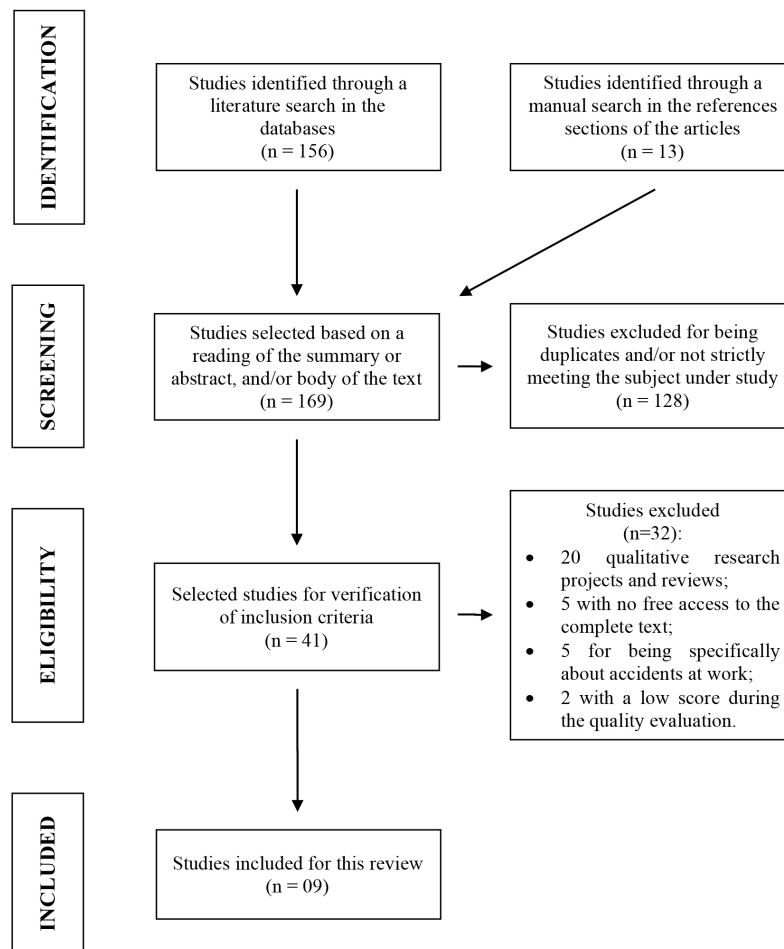 IDENTIFICATION
Studies identified through a
literature search in the
databases
(n = 156)
Studies identified through a
manual search in the references
sections of the articles
(n = 13)
SCREENING
Studies selected based on a
reading of the summary or
abstract, and/or body of the text
(n = 169)
Studies excluded for being
duplicates and/or not strictly
meeting the subject under study
(n = 128)
ELIGIBILITY
Selected studies for verification
of inclusion criteria
(n = 41)
Studies excluded
(n=32):
• 20 qualitative research
projects and reviews;
• 5 with no free access to the
complete text;
• 5 for being specifically
about accidents at work;
• 2 with a low score during
the quality evaluation.
INCLUDED
Studies included for this review
(n = 09)